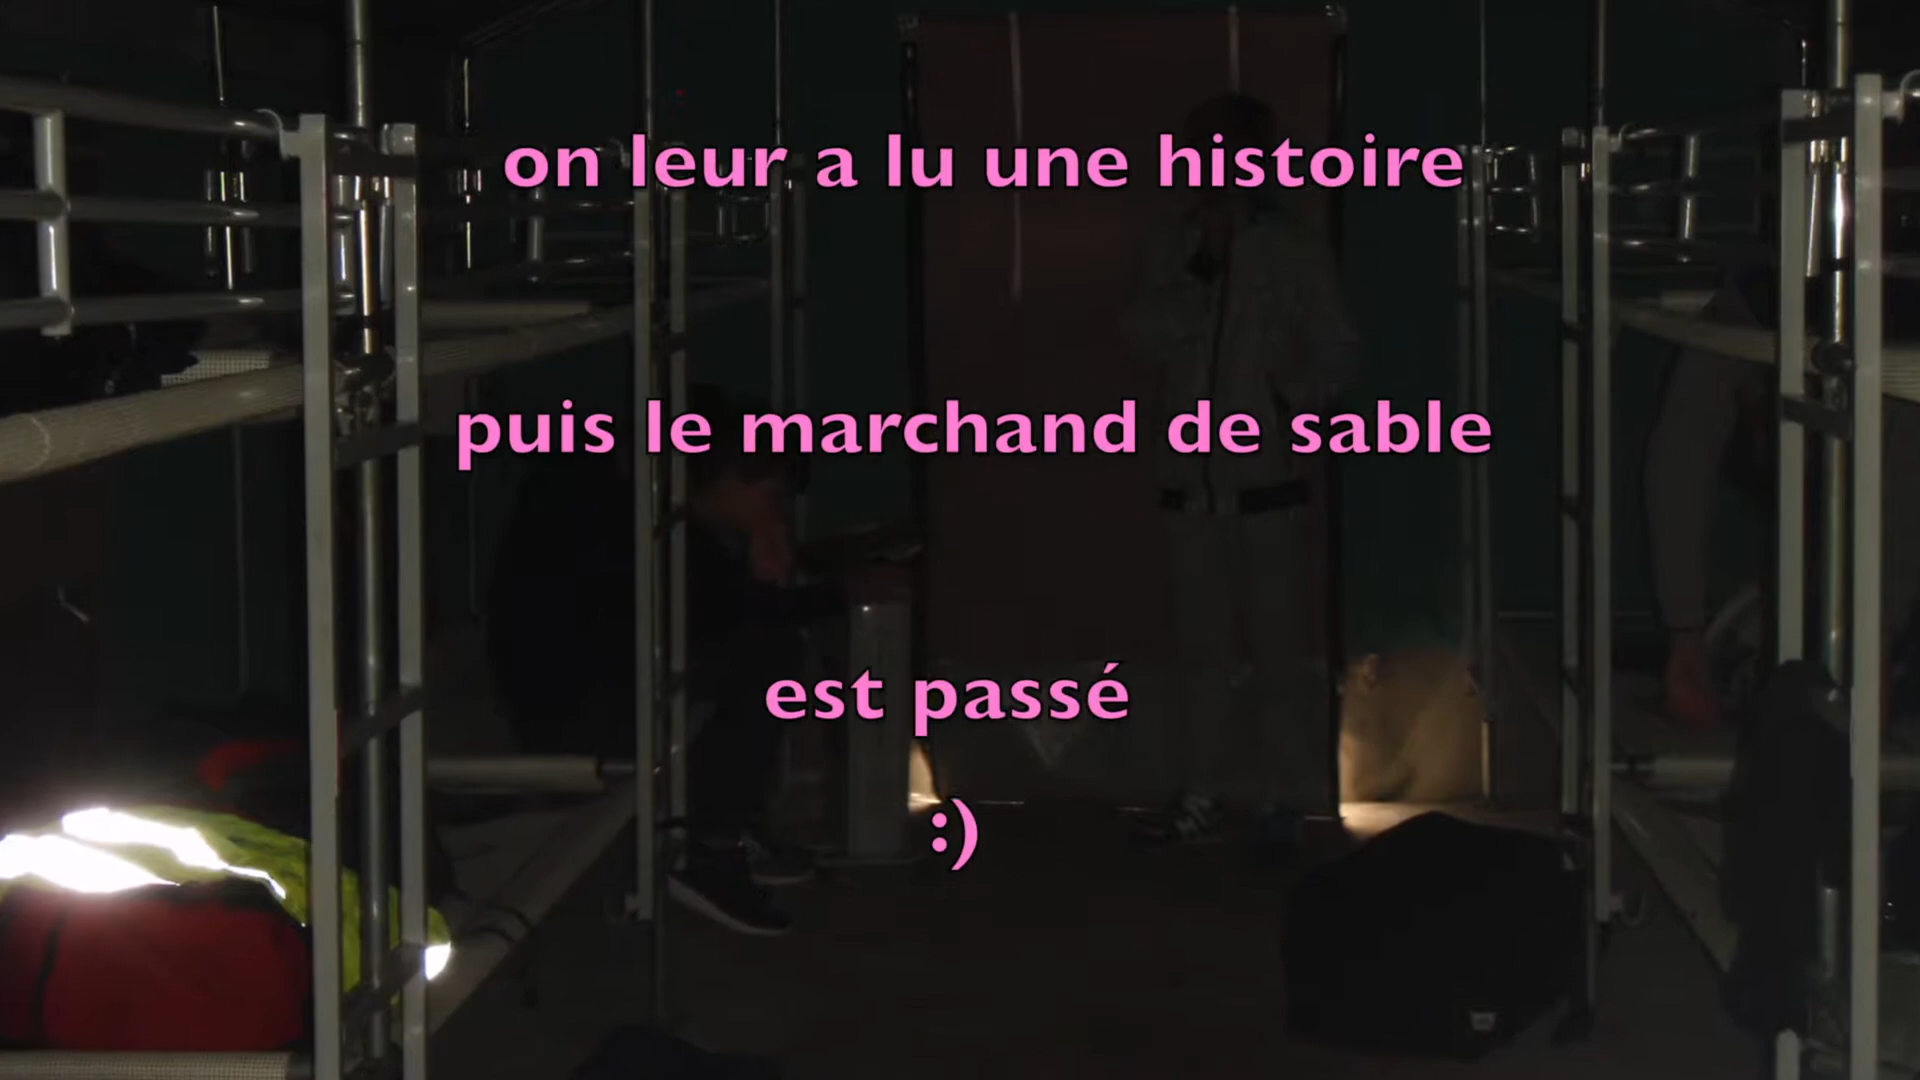 on leur a lu une histoire
puis le marchand de sable
est passé
:)